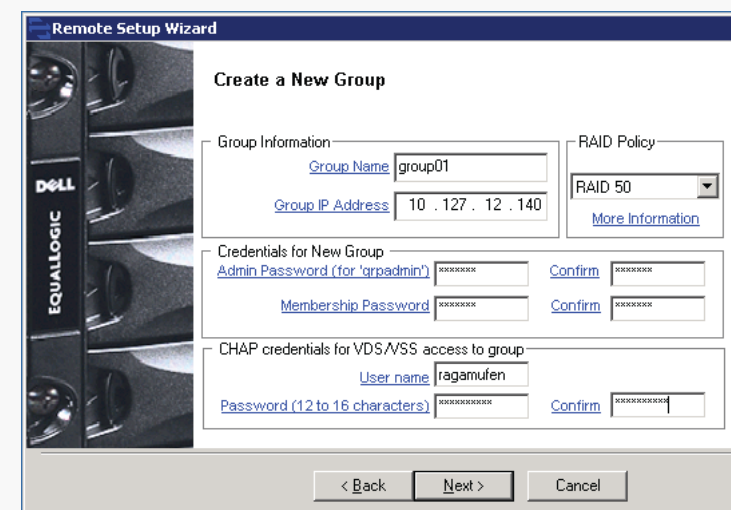 Remote Setup Wizard
Create a New Group
Group Information
Group Name group01
Group IP Address 10 . 127 . 12 . 140
RAID Policy
RAID 50
More Information
Credentials for New Group
Admin Password (for 'grpadmin') ******* Confirm *******
Membership Password ******* Confirm *******
CHAP credentials for VDS/VSS access to group
User name ragamufen
Password (12 to 16 characters) ********** Confirm **********
DELL
EQUALLOGIC
< Back
Next >
Cancel